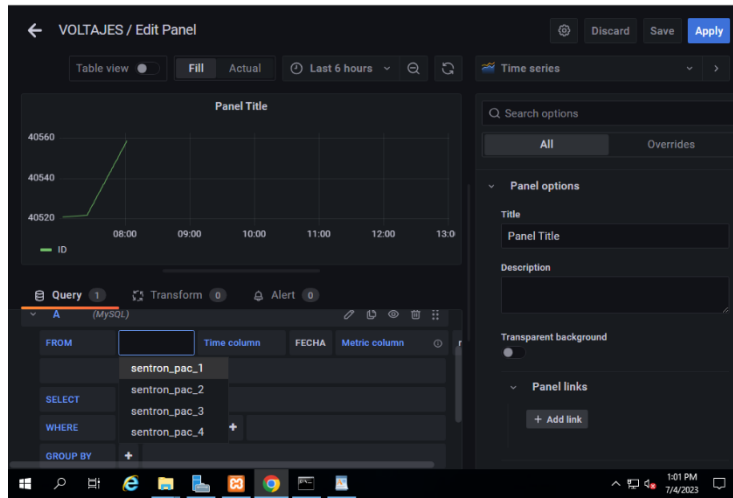 VOLTAJES / Edit Panel
Discard
Save
Apply
Table view
Fill
Actual
Last 6 hours
Time series
Panel Title
40560
40540
40520
08:00
09:00
10:00
11:00
12:00
13:0
ID
Search options
All
Overrides
Panel options
Title
Panel Title
Description
Transparent background
Panel links
+ Add link
Query 1
Transform 0
Alert 0
A (MySQL)
FROM
Time column
FECHA
Metric column
sentron_pac_1
sentron_pac_2
sentron_pac_3
sentron_pac_4
SELECT
WHERE
+
GROUP BY
+
1:01 PM
7/4/2023